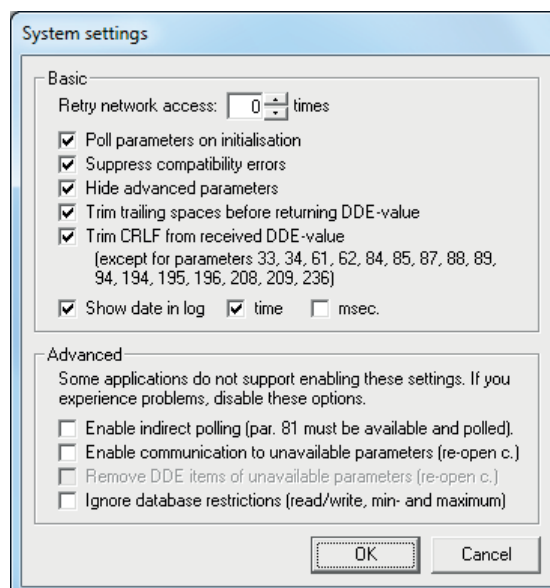 System settings
Basic
Retry network access: 0 times
Poll parameters on initialisation
Suppress compatibility errors
Hide advanced parameters
Trim trailing spaces before returning DDE-value
Trim CRLF from received DDE-value
(except for parameters 33, 34, 61, 62, 84, 85, 87, 88, 89,
94, 194, 195, 196, 208, 209, 236)
Show date in log time msec.
Advanced
Some applications do not support enabling these settings. If you
experience problems, disable these options.
Enable indirect polling (par. 81 must be available and polled).
Enable communication to unavailable parameters (re-open c.)
Remove DDE items of unavailable parameters (re-open c.)
Ignore database restrictions (read/write, min- and maximum)
OK Cancel